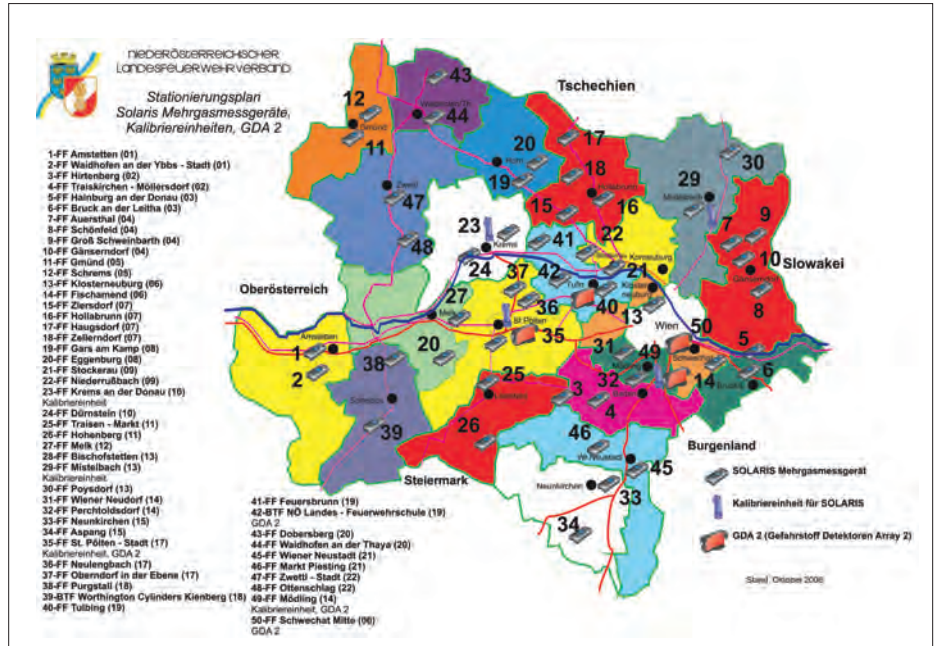 NIEDERÖSTERREICHISCHER
LANDESFEUERWEHRVERBAND
Stationierungsplan
Solaris Mehrgasmessgeräte,
Kalibriereinheiten, GDA 2
1-FF Amstetten (01)
2-FF Waidhofen an der Ybbs - Stadt (01)
3-FF Hirtenberg (02)
4-FF Traiskirchen - Möllersdorf (02)
5-FF Hainburg an der Donau (03)
6-FF Bruck an der Leitha (03)
7-FF Auersthal (04)
8-FF Schönfeld (04)
9-FF Groß Schweinbarth (04)
10-FF Gänserndorf (04)
11-FF Gmünd (05)
12-FF Schrems (05)
13-FF Klosterneuburg (06)
14-FF Fischamend (06)
15-FF Ziersdorf (07)
16-FF Hollabrunn (07)
17-FF Haugsdorf (07)
18-FF Zellerndorf (07)
19-FF Gars am Kamp (08)
20-FF Eggenburg (08)
21-FF Stockerau (09)
22-FF Niederrußbach (09)
23-FF Krems an der Donau (10)
Kalibriereinheit
24-FF Dürnstein (10)
25-FF Traisen - Markt (11)
26-FF Hohenberg (11)
27-FF Melk (12)
28-FF Bischofstetten (13)
29-FF Mistelbach (13)
Kalibriereinheit
30-FF Poysdorf (13)
31-FF Wiener Neudorf (14)
32-FF Perchtoldsdorf (14)
33-FF Neunkirchen (15)
34-FF Aspang (15)
35-FF St. Pölten - Stadt (17)
Kalibriereinheit, GDA 2
36-FF Neulengbach (17)
37-FF Oberndorf in der Ebene (17)
38-FF Purgstall (18)
39-BTF Worthington Cylinders Kienberg (18)
40-FF Tulbing (19)
41-FF Feuersbrunn (19)
42-BTF NÖ Landes - Feuerwehrschule (19)
GDA 2
43-FF Dobersberg (20)
44-FF Waidhofen an der Thaya (20)
45-FF Wiener Neustadt (21)
46-FF Markt Piesting (21)
47-FF Zwettl - Stadt (22)
48-FF Ottenschlag (22)
49-FF Mödling (14)
Kalibriereinheit, GDA 2
50-FF Schwechat Mitte (06)
GDA 2
Tschechien
Slowakei
Oberösterreich
Steiermark
Burgenland
43
Waidhofen/Th.
44
12
Gmünd
11
20
Horn
19
17
18
Hollabrunn
15
16
30
29
Mistelbach
7
9
10
Gänserndorf
8
Zwettl
47
48
23
Krems
24
41
22
Korneuburg
21
37
42
Tulln
Klosterneuburg
40
36
13
27
Melk
St. Pölten
35
Wien
50
Schwechat
5
Amstetten
1
2
38
20
31
49
Mödling
14
6
Bruck/L.
Scheibbs
25
Lilienfeld
3
32
Baden
4
39
26
46
Wr. Neustadt
45
Neunkirchen
33
34
SOLARIS Mehrgasmessgerät
Kalibriereinheit für SOLARIS
GDA 2 (Gefahrstoff Detektoren Array 2)
Stand: Oktober 2006